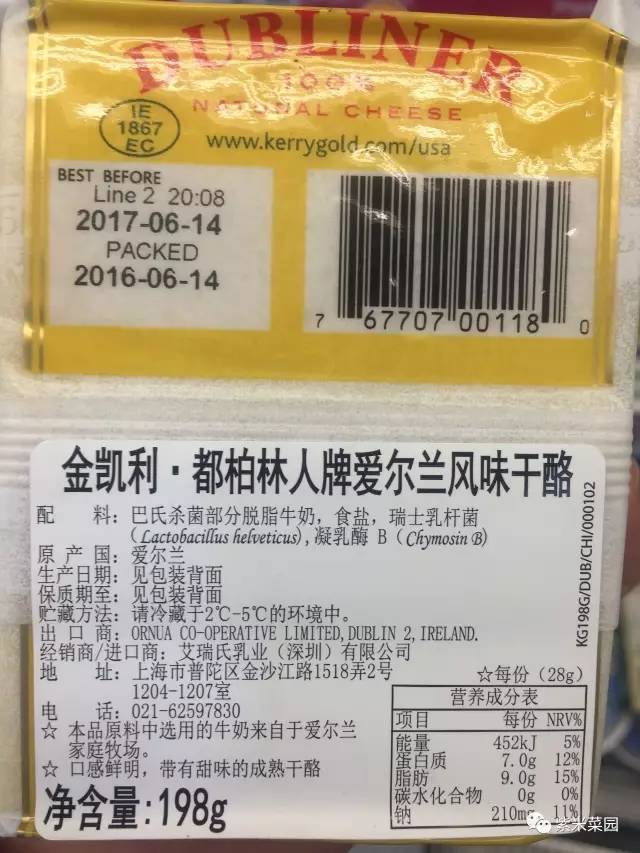 DUBLINER
100%
NATURAL CHEESE
IE
1867
EC
www.kerrygold.com/usa
BEST BEFORE
Line 2 20:08
2017-06-14
PACKED
2016-06-14
7 67707 00118 0
金凯利·都柏林人牌爱尔兰风味干酪
配 料：巴氏杀菌部分脱脂牛奶，食盐，瑞士乳杆菌
(Lactobacillus helveticus)，凝乳酶 B (Chymosin B)
原 产 国：爱尔兰
生产日期：见包装背面
保质期至：见包装背面
贮藏方法：请冷藏于2℃-5℃的环境中。
出 口 商：ORNUA CO-OPERATIVE LIMITED, DUBLIN 2, IRELAND.
经销商/进口商：艾瑞氏乳业（深圳）有限公司
地 址：上海市普陀区金沙江路1518弄2号
1204-1207室
电 话：021-62597830
☆ 本品原料中选用的牛奶来自于爱尔兰
家庭牧场。
☆ 口感鲜明，带有甜味的成熟干酪
净含量:198g
KG198G/DUB/CHI/000102
☆每份（28g）
营养成分表
项目 每份 NRV%
能量 452kJ 5%
蛋白质 7.0g 12%
脂肪 9.0g 15%
碳水化合物 0g 0%
钠 210mg 11%
紫米菜园